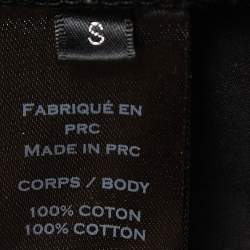 S
FABRIQUÉ EN
PRC
MADE IN PRC
CORPS / BODY
100% COTON
100% COTTON